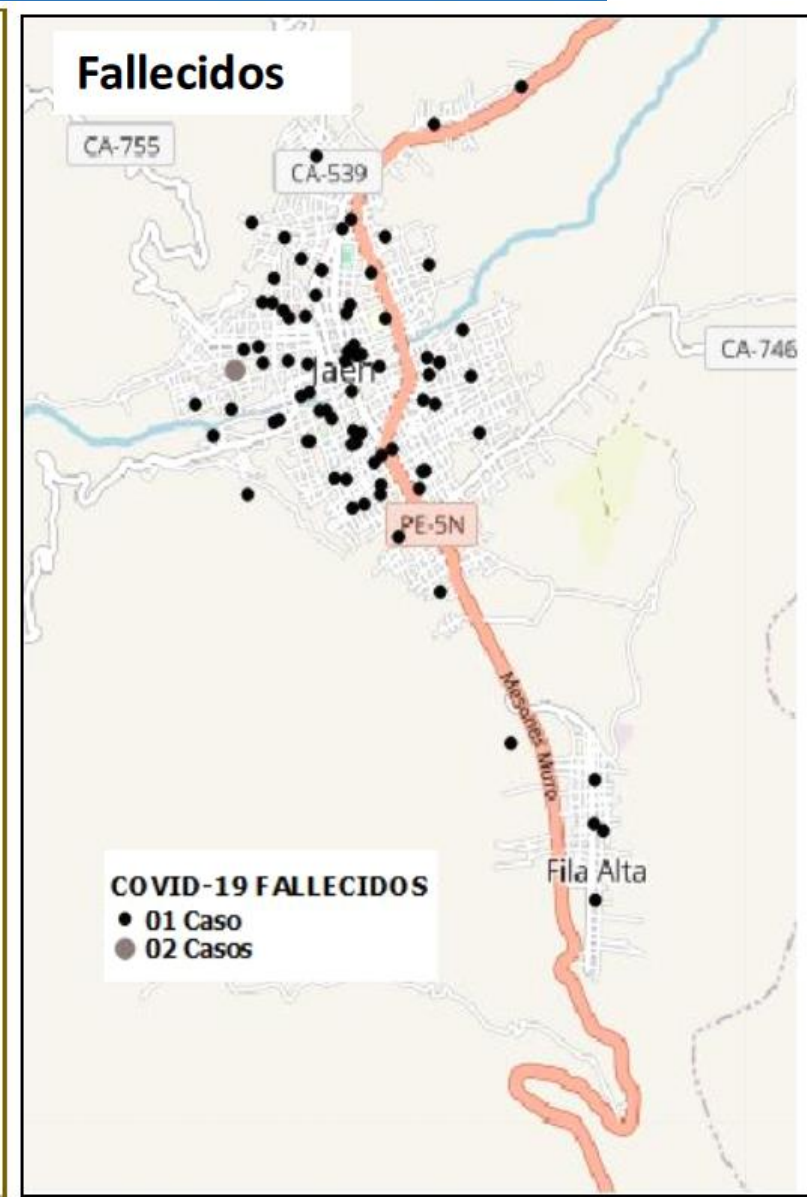 Fallecidos
CA-755
CA-539
CA-746
Jaen
PE-5N
Mesones Muro
Fila Alta
COVID-19 FALLECIDOS
01 Caso
02 Casos